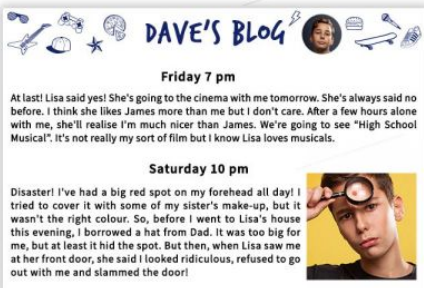 DAVE'S BLOG
Friday 7 pm
At last! Lisa said yes! She's going to the cinema with me tomorrow. She's always said no
before. I think she likes James more than me but I don't care. After a few hours alone
with me, she'll realise I'm much nicer than James. We're going to see “High School
Musical”. It's not really my sort of film but I know Lisa loves musicals.
Saturday 10 pm
Disaster! I've had a big red spot on my forehead all day! I
tried to cover it with some of my sister's make-up, but it
wasn't the right colour. So, before I went to Lisa's house
this evening, I borrowed a hat from Dad. It was too big for
me, but at least it hid the spot. But then, when Lisa saw me
at her front door, she said I looked ridiculous, refused to go
out with me and slammed the door!